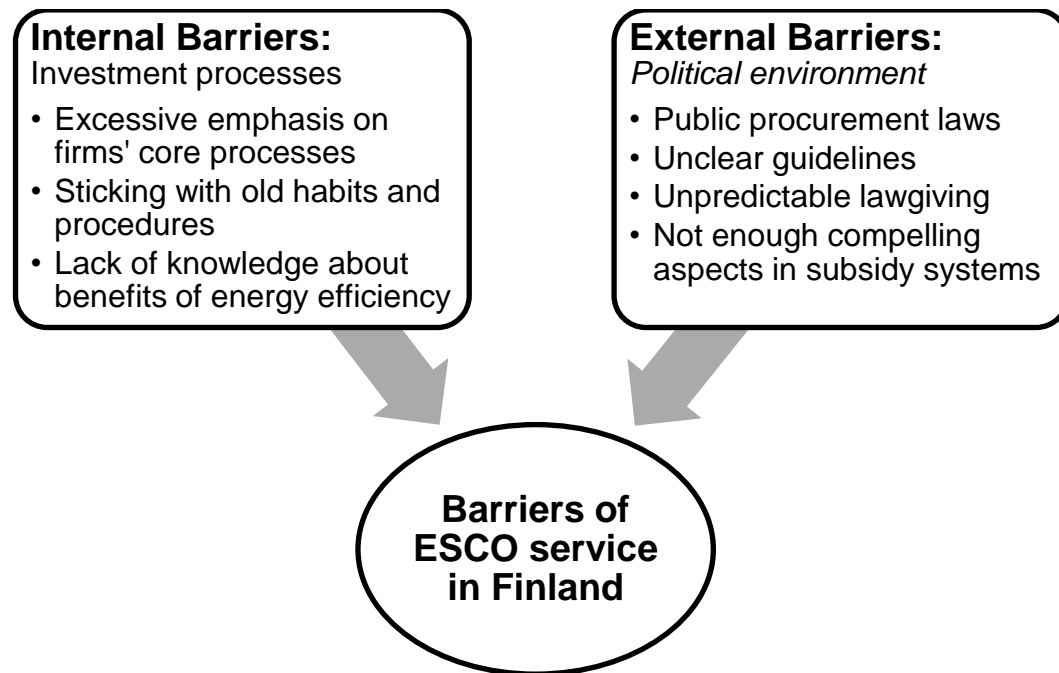 Internal Barriers:
Investment processes
• Excessive emphasis on
firms' core processes
• Sticking with old habits and
procedures
• Lack of knowledge about
benefits of energy efficiency
External Barriers:
Political environment
• Public procurement laws
• Unclear guidelines
• Unpredictable lawgiving
• Not enough compelling
aspects in subsidy systems
Barriers of
ESCO service
in Finland